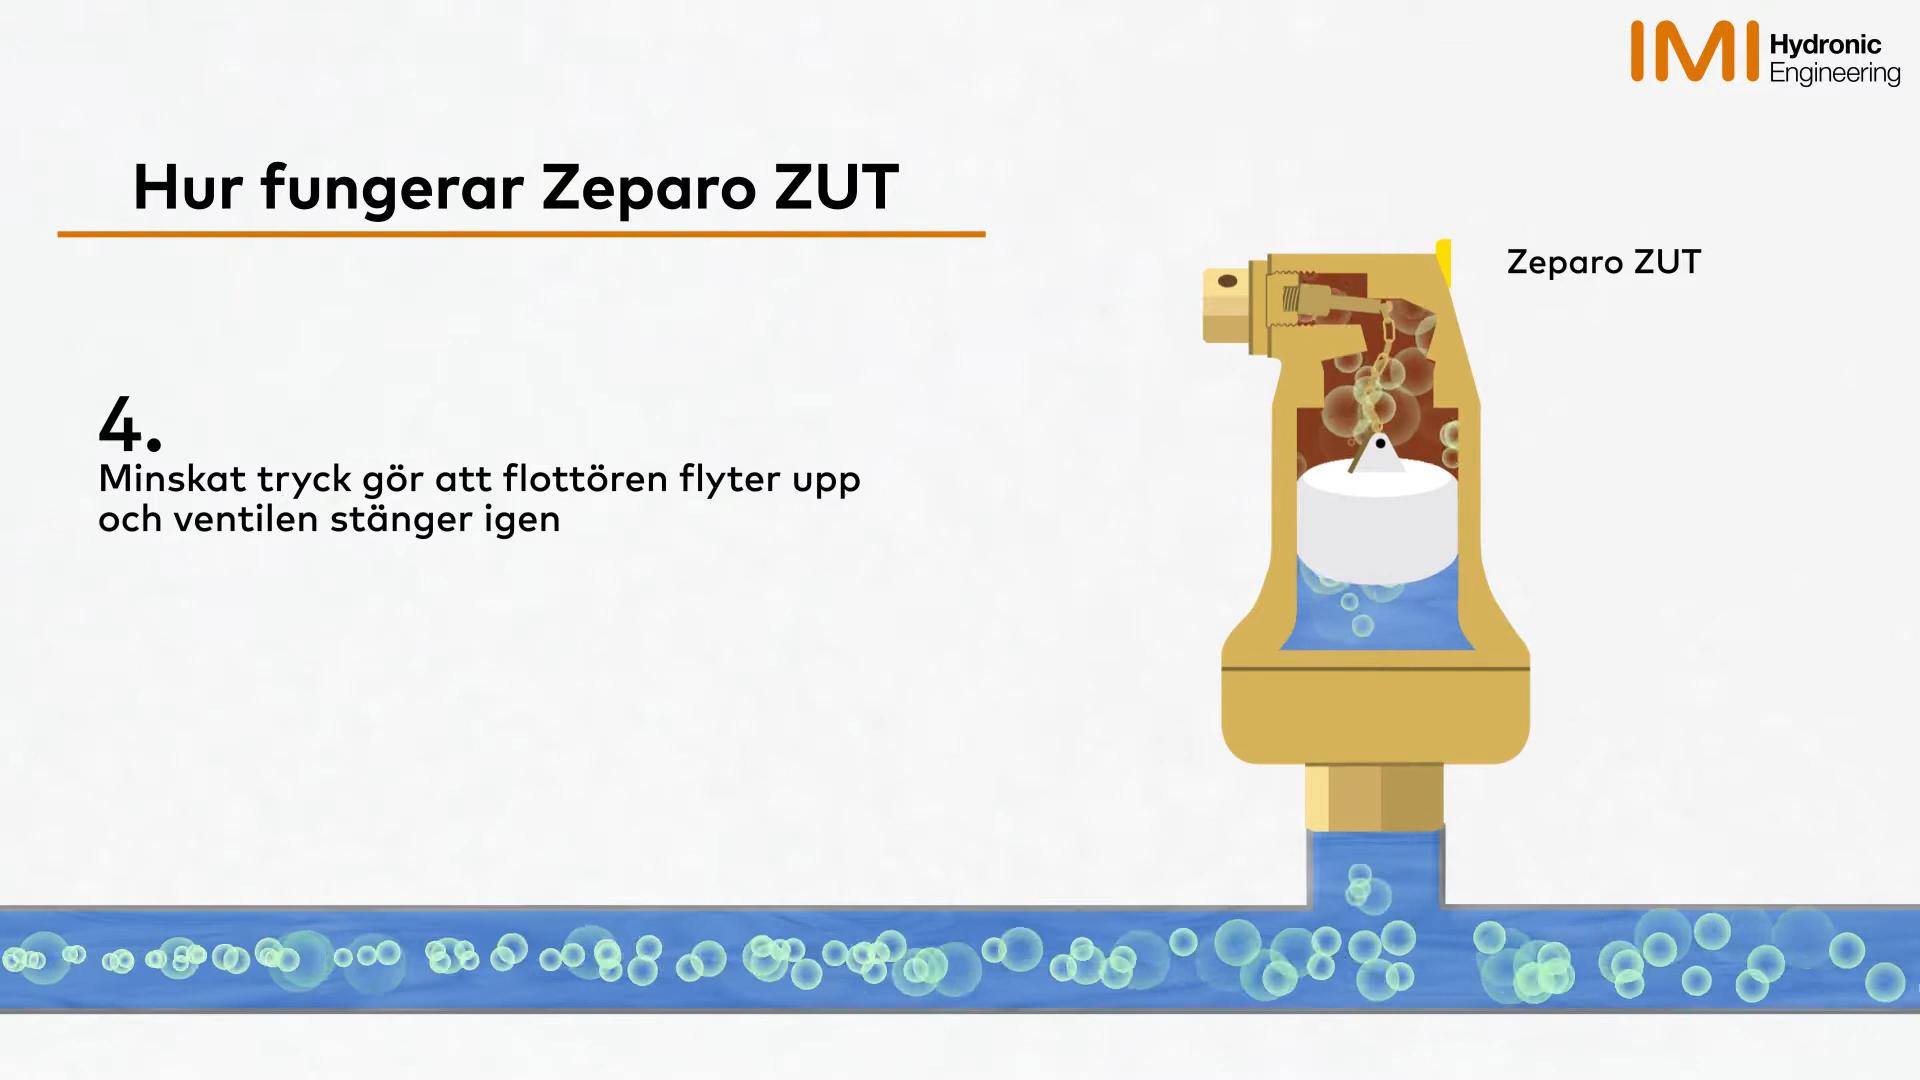 IMI Hydronic
Engineering
Hur fungerar Zeparo ZUT
Zeparo ZUT
4.
Minskat tryck gör att flottören flyter upp
och ventilen stänger igen